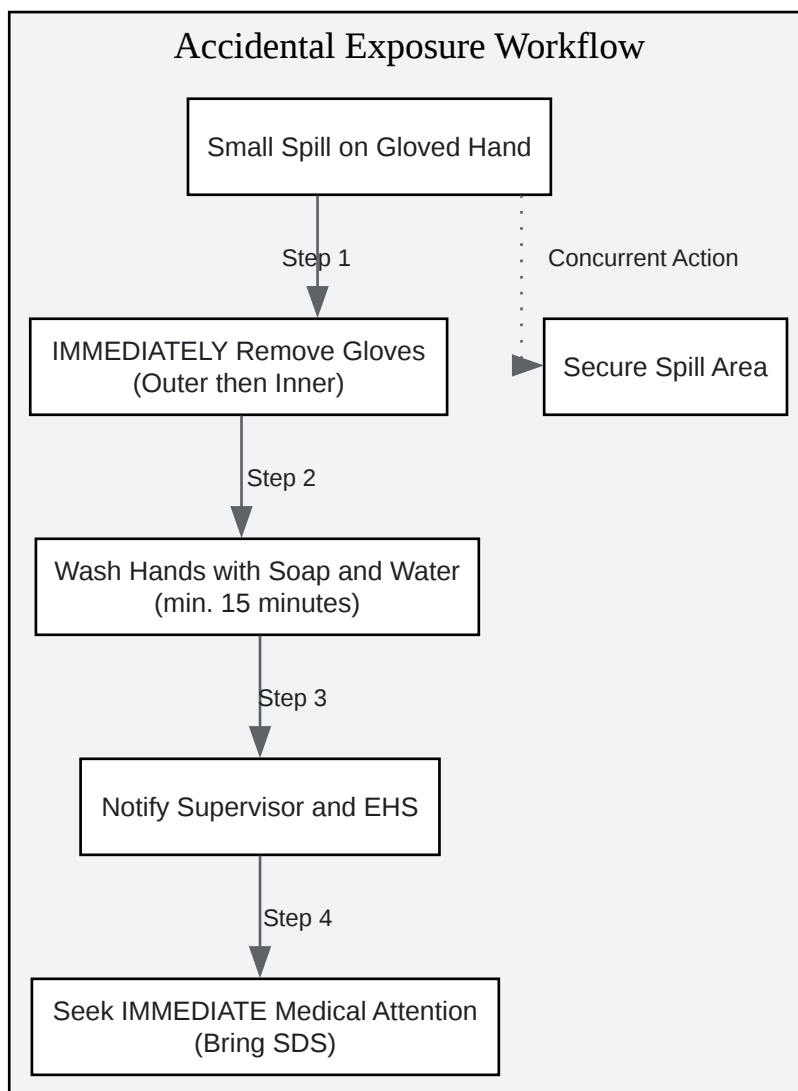 Accidental Exposure Workflow
Small Spill on Gloved Hand
Step 1
Concurrent Action
IMMEDIATELY Remove Gloves
(Outer then Inner)
Secure Spill Area
Step 2
Wash Hands with Soap and Water
(min. 15 minutes)
Step 3
Notify Supervisor and EHS
Step 4
Seek IMMEDIATE Medical Attention
(Bring SDS)